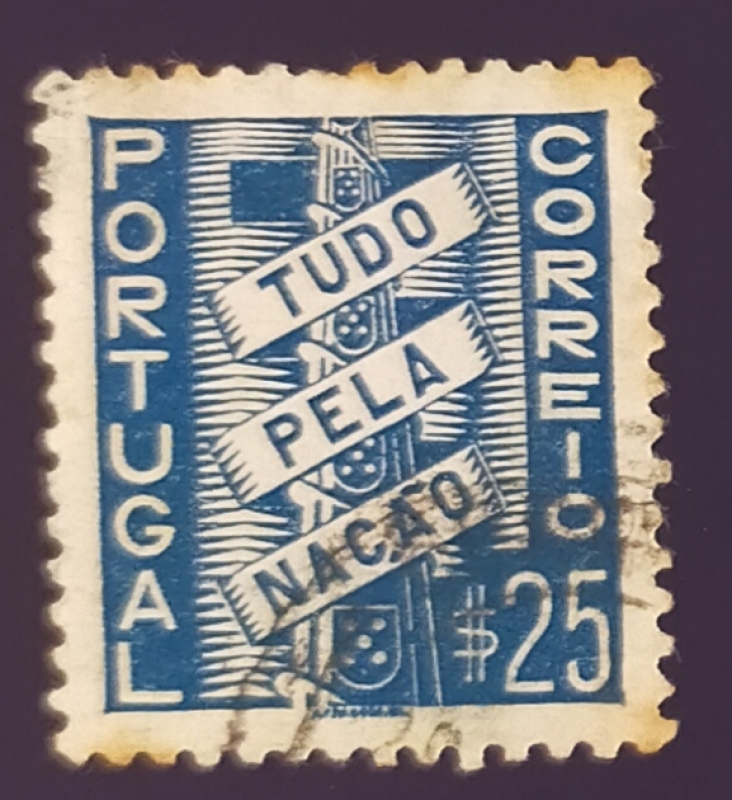 PORTUGAL
CORREIO
TUDO
PELA
NAÇÃO
$25